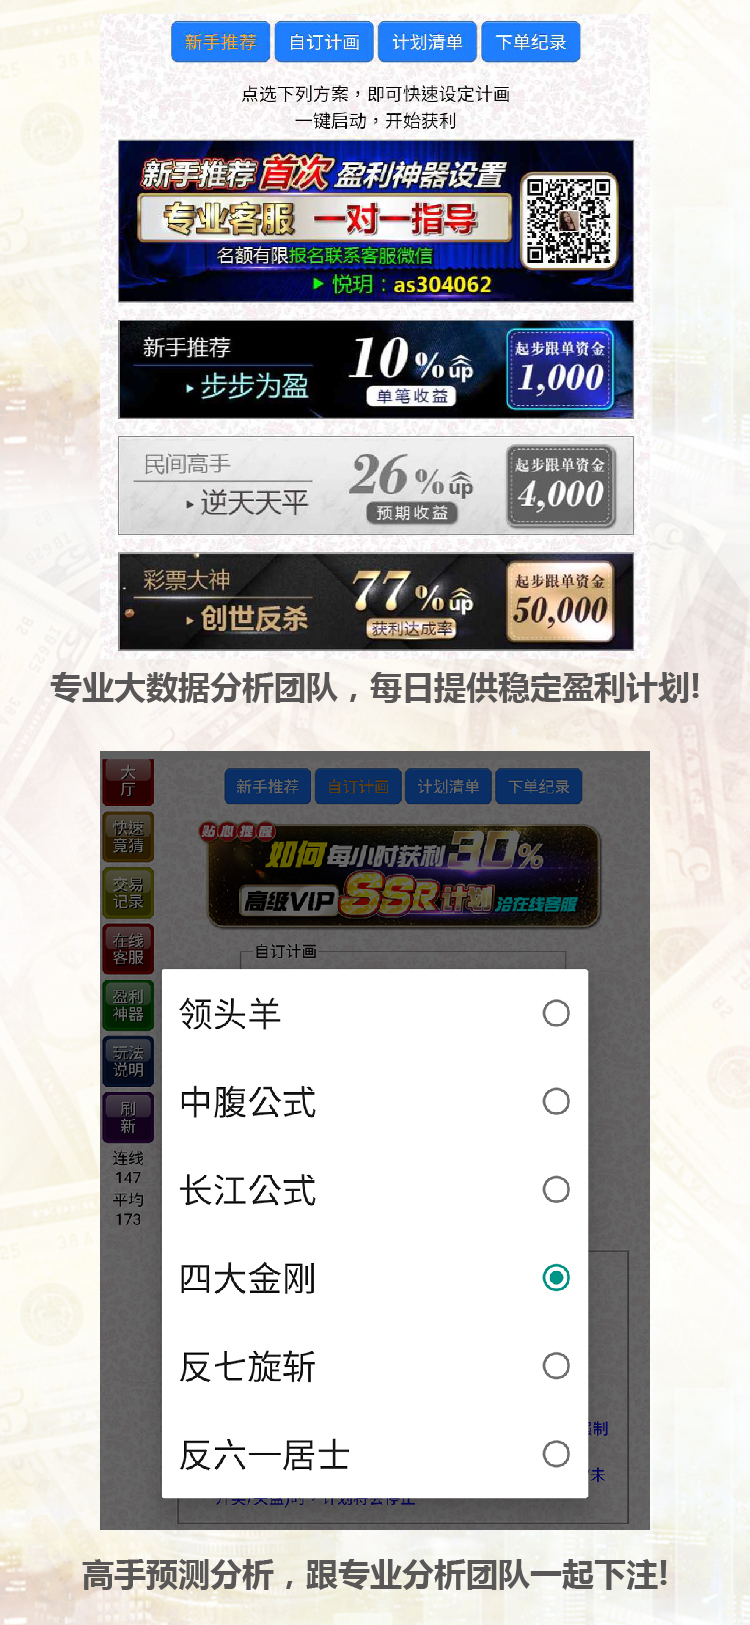 新手推荐 自订计画 计划清单 下单纪录
点选下列方案，即可快速设定计画
一键启动，开始获利
新手推荐 首次 盈利神器设置
专业客服 一对一指导
名额有限报名联系客服微信
悦玥：as304062
新手推荐
步步为盈
10%up
单笔收益
起步跟单资金
1,000
民间高手
逆天天平
26%up
预期收益
起步跟单资金
4,000
彩票大神
创世反杀
77%up
获利达成率
起步跟单资金
50,000
专业大数据分析团队，每日提供稳定盈利计划!
大厅
快速竟猜
交易记录
在线客服
盈利神器
玩法说明
刷新
连线
147
平均
173
新手推荐 自订计画 计划清单 下单纪录
贴心提醒
如何每小时获利30%
高级VIP SSR计划 洽在线客服
自订计画
领头羊
中腹公式
长江公式
四大金刚
反七旋斩
反六一居士
制
未
高手预测分析，跟专业分析团队一起下注!